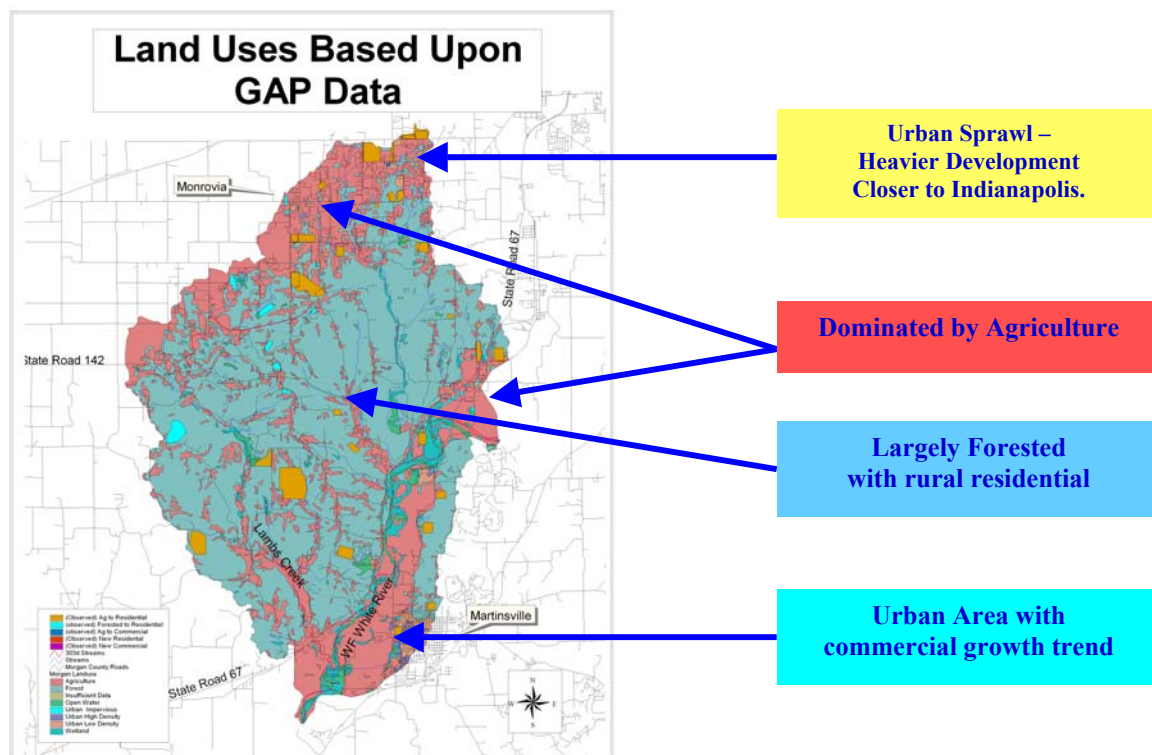 Land Uses Based Upon
GAP Data
Monrovia
State Road 67
State Road 142
Lambs Creek
WF White River
Martinsville
State Road 67
N
W
E
S
(Observed) Ag to Residential
(observed) Forested to Residential
(observed) Ag to Commercial
(Observed) New Residential
(Observed) New Commercial
303d Streams
Streams
Morgan County Roads
Morgan Landuse
Agriculture
Forest
Insufficient Data
Open Water
Urban Impervious
Urban High Density
Urban Low Density
Wetland
Urban Sprawl –
Heavier Development
Closer to Indianapolis.
Dominated by Agriculture
Largely Forested
with rural residential
Urban Area with
commercial growth trend